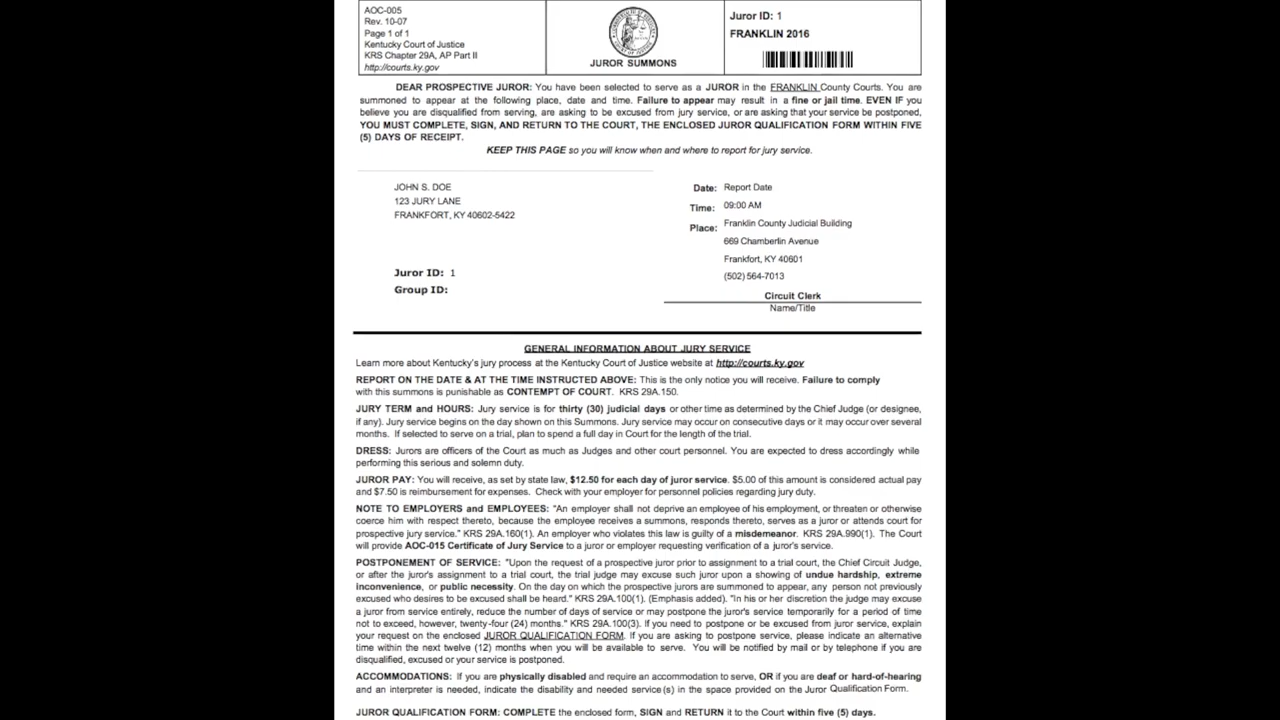 AOC-005
Rev. 10-07
Page 1 of 1
Kentucky Court of Justice
KRS Chapter 29A, AP Part II
http://courts.ky.gov
JUROR SUMMONS
Juror ID: 1
FRANKLIN 2016
DEAR PROSPECTIVE JUROR: You have been selected to serve as a JUROR in the FRANKLIN County Courts. You are
summoned to appear at the following place, date and time. Failure to appear may result in a fine or jail time. EVEN IF you
believe you are disqualified from serving, are asking to be excused from jury service, or are asking that your service be postponed,
YOU MUST COMPLETE, SIGN, AND RETURN TO THE COURT, THE ENCLOSED JUROR QUALIFICATION FORM WITHIN FIVE
(5) DAYS OF RECEIPT.
KEEP THIS PAGE so you will know when and where to report for jury service.
JOHN S. DOE
123 JURY LANE
FRANKFORT, KY 40602-5422
Juror ID: 1
Group ID:
Date: Report Date
Time: 09:00 AM
Place: Franklin County Judicial Building
669 Chamberlin Avenue
Frankfort, KY 40601
(502) 564-7013
Circuit Clerk
Name/Title
GENERAL INFORMATION ABOUT JURY SERVICE
Learn more about Kentucky's jury process at the Kentucky Court of Justice website at http://courts.ky.gov
REPORT ON THE DATE & AT THE TIME INSTRUCTED ABOVE: This is the only notice you will receive. Failure to comply
with this summons is punishable as CONTEMPT OF COURT. KRS 29A.150.
JURY TERM and HOURS: Jury service is for thirty (30) judicial days or other time as determined by the Chief Judge (or designee,
if any). Jury service begins on the day shown on this Summons. Jury service may occur on consecutive days or it may occur over several
months. If selected to serve on a trial, plan to spend a full day in Court for the length of the trial.
DRESS: Jurors are officers of the Court as much as Judges and other court personnel. You are expected to dress accordingly while
performing this serious and solemn duty.
JUROR PAY: You will receive, as set by state law, $12.50 for each day of juror service. $5.00 of this amount is considered actual pay
and $7.50 is reimbursement for expenses. Check with your employer for personnel policies regarding jury duty.
NOTE TO EMPLOYERS and EMPLOYEES: "An employer shall not deprive an employee of his employment, or threaten or otherwise
coerce him with respect thereto, because the employee receives a summons, responds thereto, serves as a juror or attends court for
prospective jury service." KRS 29A.160(1). An employer who violates this law is guilty of a misdemeanor. KRS 29A.990(1). The Court
will provide AOC-015 Certificate of Jury Service to a juror or employer requesting verification of a juror's service.
POSTPONEMENT OF SERVICE: "Upon the request of a prospective juror prior to assignment to a trial court, the Chief Circuit Judge,
or after the juror's assignment to a trial court, the trial judge may excuse such juror upon a showing of undue hardship, extreme
inconvenience, or public necessity. On the day on which the prospective jurors are summoned to appear, any person not previously
excused who desires to be excused shall be heard." KRS 29A.100(1). (Emphasis added). "In his or her discretion the judge may excuse
a juror from service entirely, reduce the number of days of service or may postpone the juror's service temporarily for a period of time
not to exceed, however, twenty-four (24) months." KRS 29A.100(3). If you need to postpone or be excused from juror service, explain
your request on the enclosed JUROR QUALIFICATION FORM. If you are asking to postpone service, please indicate an alternative
time within the next twelve (12) months when you will be available to serve. You will be notified by mail or by telephone if you are
disqualified, excused or your service is postponed.
ACCOMMODATIONS: If you are physically disabled and require an accommodation to serve, OR if you are deaf or hard-of-hearing
and an interpreter is needed, indicate the disability and needed service(s) in the space provided on the Juror Qualification Form.
JUROR QUALIFICATION FORM: COMPLETE the enclosed form, SIGN and RETURN it to the Court within five (5) days.